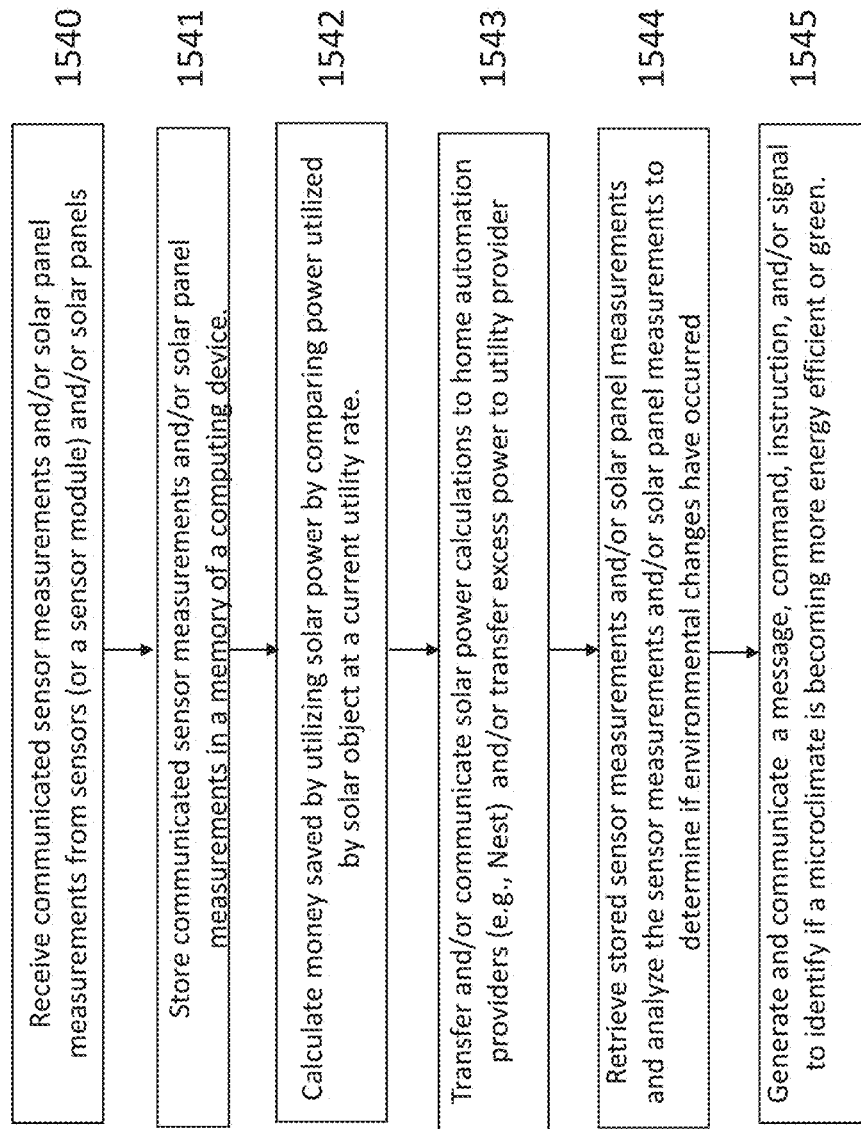 Receive communicated sensor measurements and/or solar panel
measurements from sensors (or a sensor module) and/or solar panels
1540
Store communicated sensor measurements and/or solar panel
measurements in a memory of a computing device.
1541
Calculate money saved by utilizing solar power by comparing power utilized
by solar object at a current utility rate.
1542
Transfer and/or communicate solar power calculations to home automation
providers (e.g., Nest) and/or transfer excess power to utility provider
1543
Retrieve stored sensor measurements and/or solar panel measurements
and analyze the sensor measurements and/or solar panel measurements to
determine if environmental changes have occurred
1544
Generate and communicate a message, command, instruction, and/or signal
to identify if a microclimate is becoming more energy efficient or green.
1545